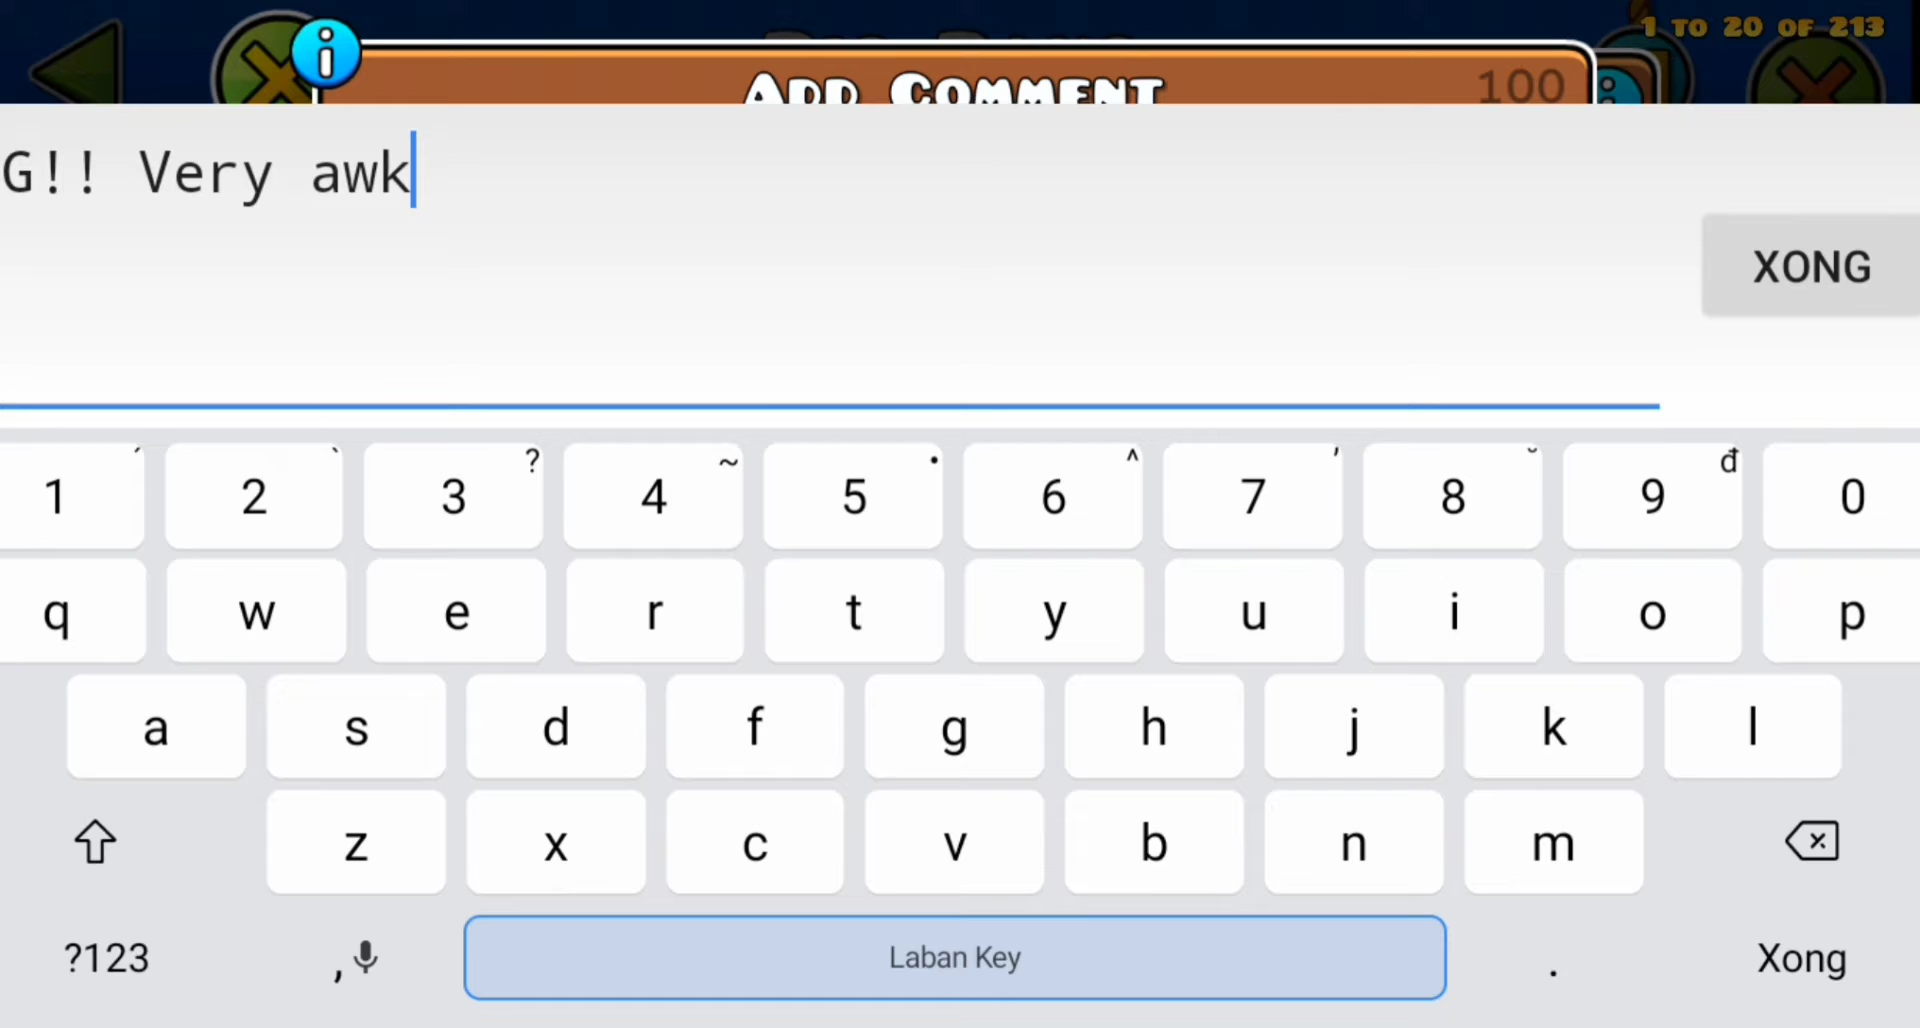 1 TO 20 OF 213
ADD COMMENT
100
G!! Very awk
XONG
1 2 3 ? 4 ~ 5 6 ^ 7 8 9 đ 0
q w e r t y u i o p
a s d f g h j k l
z x c v b n m
?123 , Laban Key . Xong